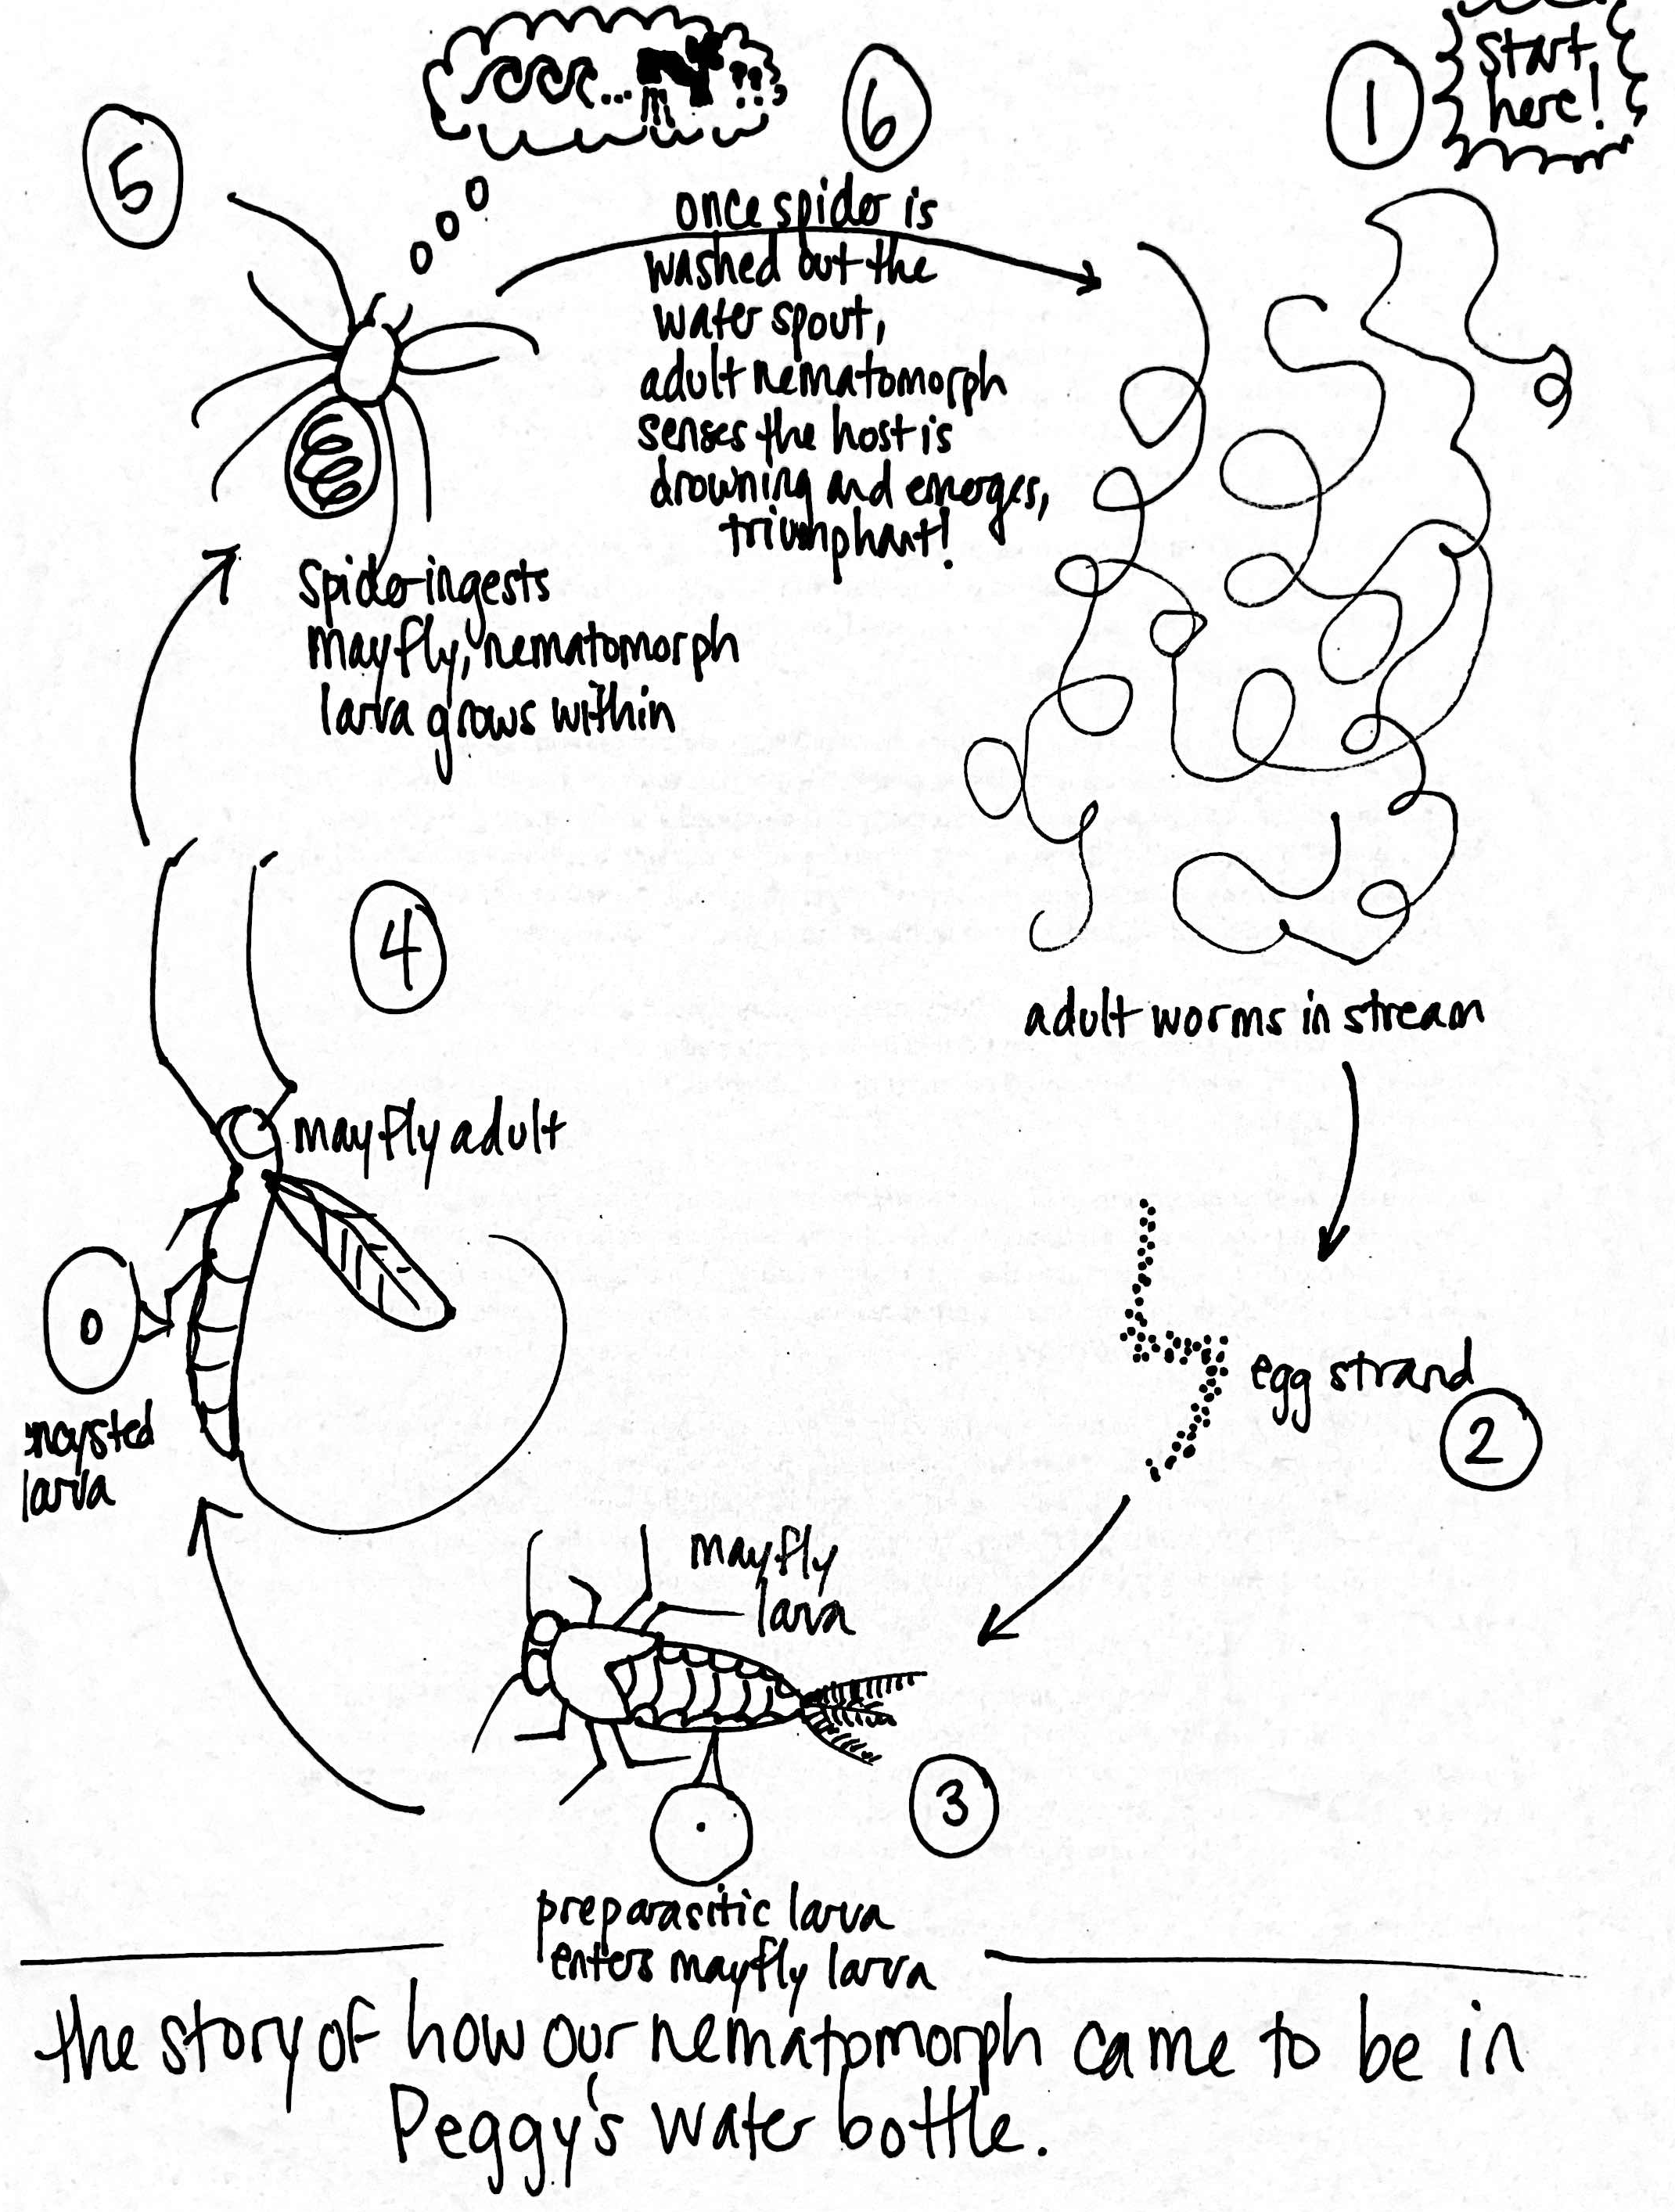 1
start
here!
adult worms in stream
2
egg strand
3
mayfly
larva
preparasitic larva
enters mayfly larva
4
mayfly adult
encysted
larva
5
spider ingests
mayfly, nematomorph
larva grows within
6
once spider is
washed out the
water spout,
adult nematomorph
senses the host is
drowning and emerges,
triumphant!
the story of how our nematomorph came to be in
Peggy's water bottle.